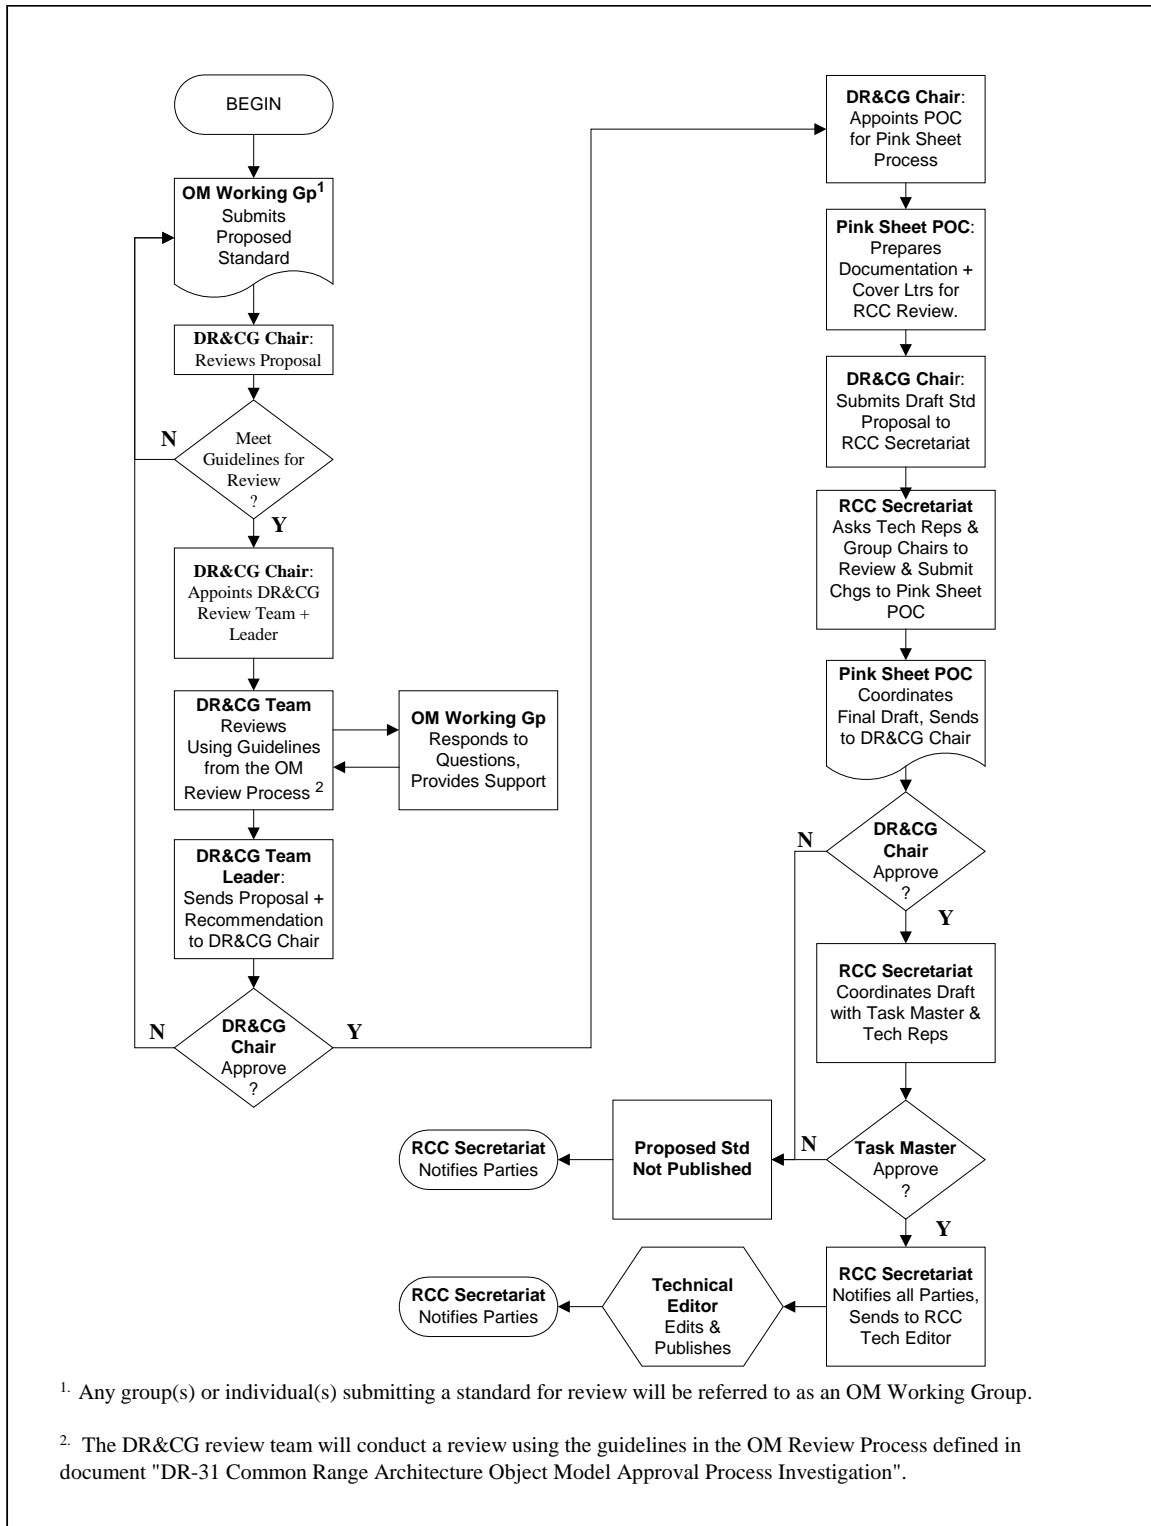 BEGIN
OM Working Gp1
Submits
Proposed
Standard
DR&CG Chair:
Reviews Proposal
N
Meet
Guidelines for
Review
?
Y
DR&CG Chair:
Appoints DR&CG
Review Team +
Leader
DR&CG Team
Reviews
Using Guidelines
from the OM
Review Process 2
OM Working Gp
Responds to
Questions,
Provides Support
DR&CG Team
Leader:
Sends Proposal +
Recommendation
to DR&CG Chair
N
DR&CG
Chair
Approve
?
Y
DR&CG Chair:
Appoints POC
for Pink Sheet
Process
Pink Sheet POC:
Prepares
Documentation +
Cover Ltrs for
RCC Review.
DR&CG Chair:
Submits Draft Std
Proposal to
RCC Secretariat
RCC Secretariat
Asks Tech Reps &
Group Chairs to
Review & Submit
Chgs to Pink Sheet
POC
Pink Sheet POC
Coordinates
Final Draft, Sends
to DR&CG Chair
N
DR&CG
Chair
Approve
?
Y
RCC Secretariat
Coordinates Draft
with Task Master &
Tech Reps
Task Master
Approve
?
N
Proposed Std
Not Published
RCC Secretariat
Notifies Parties
Y
RCC Secretariat
Notifies all Parties,
Sends to RCC
Tech Editor
Technical
Editor
Edits &
Publishes
RCC Secretariat
Notifies Parties
1. Any group(s) or individual(s) submitting a standard for review will be referred to as an OM Working Group.
2. The DR&CG review team will conduct a review using the guidelines in the OM Review Process defined in
document "DR-31 Common Range Architecture Object Model Approval Process Investigation".